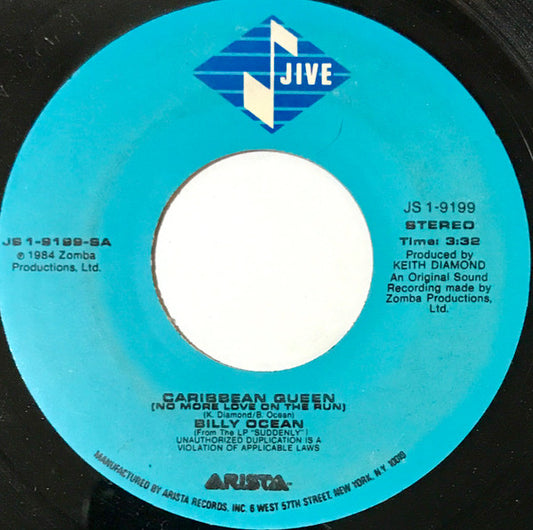 JIVE
JS 1-9199-SA
℗ 1984 Zomba
Productions, Ltd.
JS 1-9199
STEREO
Time: 3:32
Produced by
KEITH DIAMOND
An Original Sound
Recording made by
Zomba Productions,
Ltd.
CARIBBEAN QUEEN
(NO MORE LOVE ON THE RUN)
(K. Diamond/B. Ocean)
BILLY OCEAN
(From The LP "SUDDENLY")
UNAUTHORIZED DUPLICATION IS A
VIOLATION OF APPLICABLE LAWS
ARISTA
MANUFACTURED BY ARISTA RECORDS, INC. 6 WEST 57TH STREET, NEW YORK, N.Y. 10019